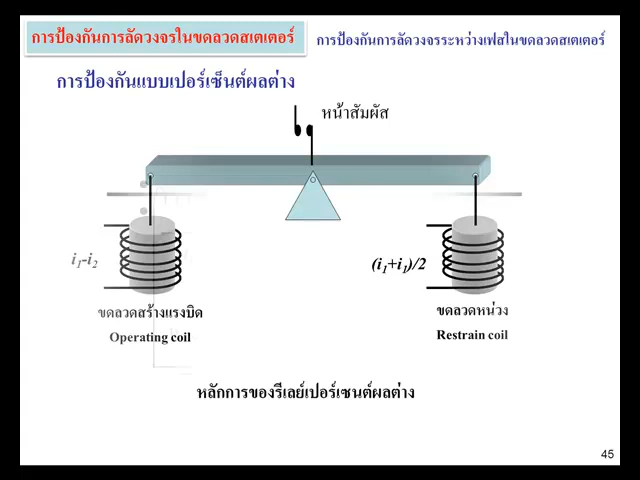 การป้องกันการลัดวงจรในขดลวดสเตเตอร์
การป้องกันการลัดวงจรระหว่างเฟสในขดลวดสเตเตอร์
การป้องกันแบบเปอร์เซ็นต์ผลต่าง
หน้าสัมผัส
i1-i2
(i1+i1)/2
ขดลวดสร้างแรงบิด
Operating coil
ขดลวดหน่วง
Restrain coil
หลักการของรีเลย์เปอร์เซนต์ผลต่าง
45